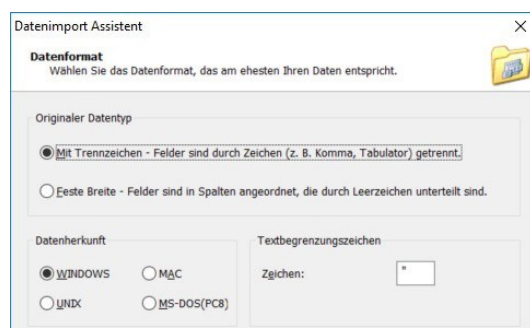 Datenimport Assistent
Datenformat
Wählen Sie das Datenformat, das am ehesten Ihren Daten entspricht.
Originaler Datentyp
Mit Trennzeichen - Felder sind durch Zeichen (z. B. Komma, Tabulator) getrennt.
Feste Breite - Felder sind in Spalten angeordnet, die durch Leerzeichen unterteilt sind.
Datenherkunft
Textbegrenzungszeichen
WINDOWS
MAC
Zeichen:
"
UNIX
MS-DOS(PC8)